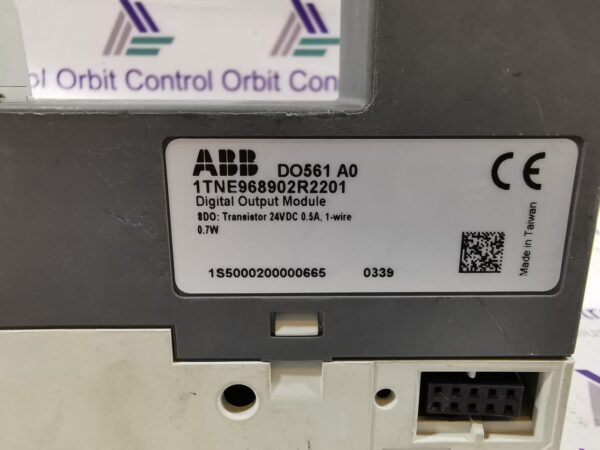 ol Orbit Control Orbit Con
ABB DO561 A0
1TNE968902R2201
Digital Output Module
8DO: Transistor 24VDC 0.5A, 1-wire
0.7W
1S5000200000665 0339
CE
Made in Taiwan